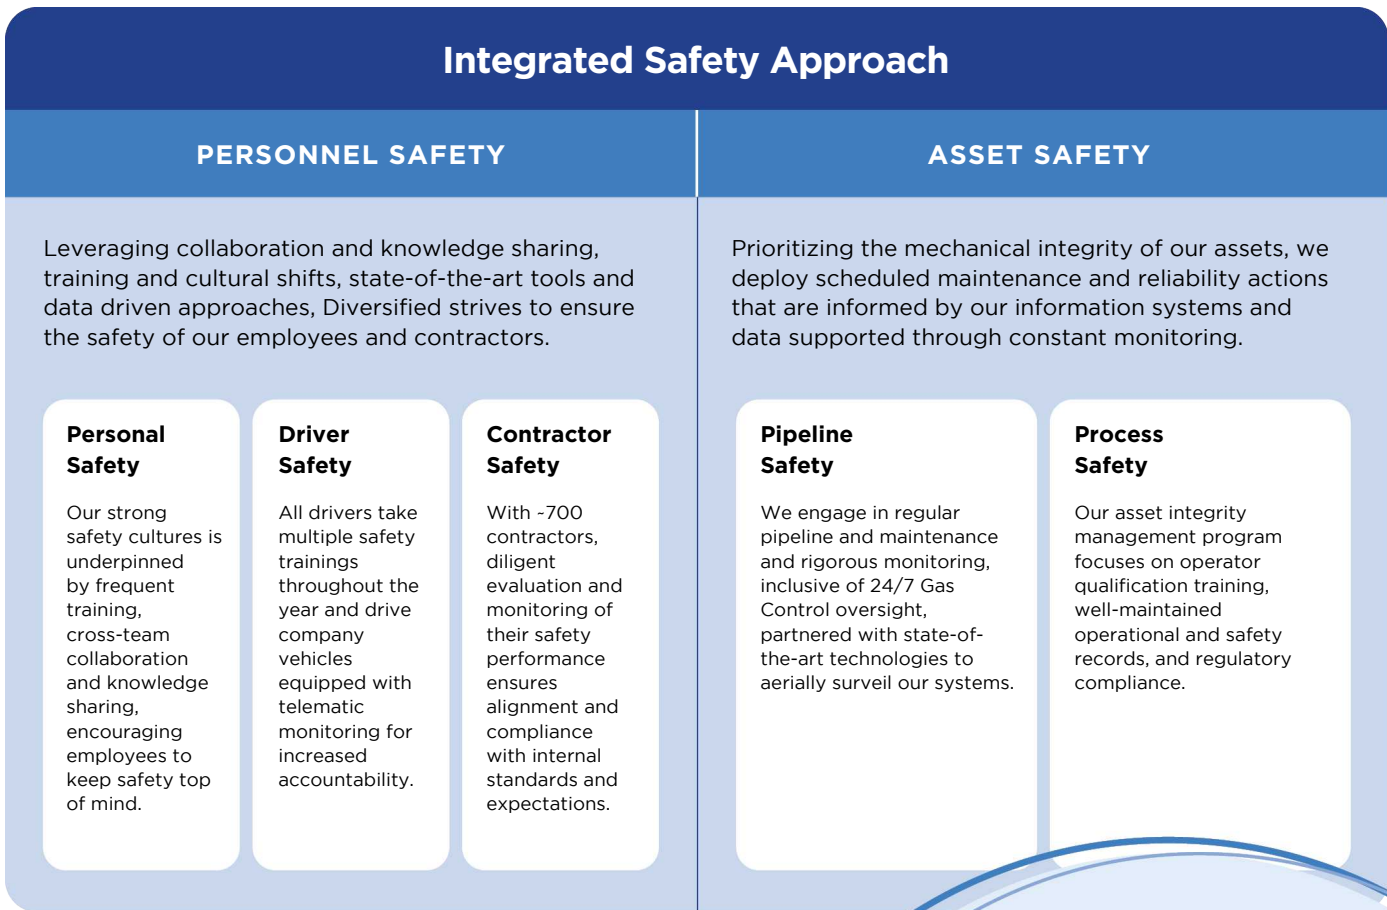 Integrated Safety Approach
PERSONNEL SAFETY
Leveraging collaboration and knowledge sharing,
training and cultural shifts, state-of-the-art tools and
data driven approaches, Diversified strives to ensure
the safety of our employees and contractors.
Personal
Safety
Our strong
safety cultures is
underpinned
by frequent
training,
cross-team
collaboration
and knowledge
sharing,
encouraging
employees to
keep safety top
of mind.
Driver
Safety
All drivers take
multiple safety
trainings
throughout the
year and drive
company
vehicles
equipped with
telematic
monitoring for
increased
accountability.
Contractor
Safety
With ~700
contractors,
diligent
evaluation and
monitoring of
their safety
performance
ensures
alignment and
compliance
with internal
standards and
expectations.
ASSET SAFETY
Prioritizing the mechanical integrity of our assets, we
deploy scheduled maintenance and reliability actions
that are informed by our information systems and
data supported through constant monitoring.
Pipeline
Safety
We engage in regular
pipeline and maintenance
and rigorous monitoring,
inclusive of 24/7 Gas
Control oversight,
partnered with state-of-
the-art technologies to
aerially surveil our systems.
Process
Safety
Our asset integrity
management program
focuses on operator
qualification training,
well-maintained
operational and safety
records, and regulatory
compliance.